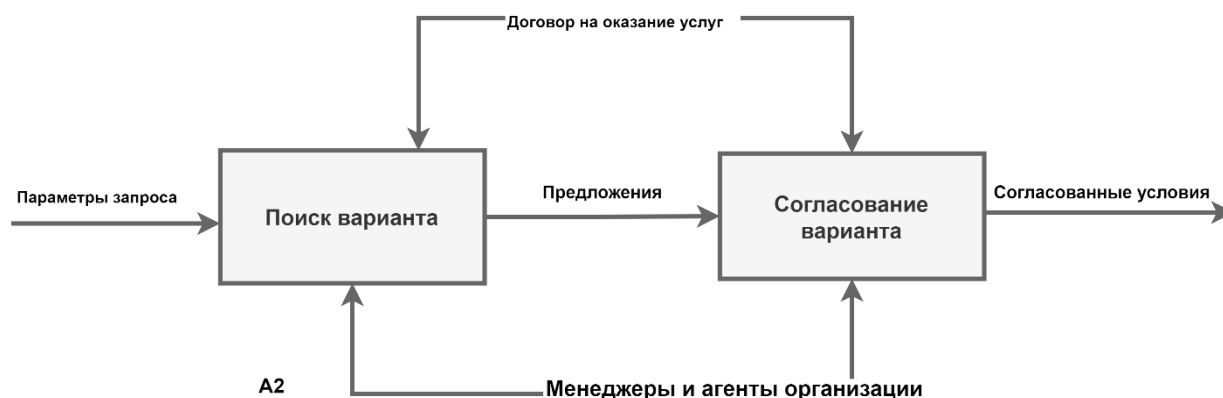 Договор на оказание услуг
Параметры запроса
Поиск варианта
Предложения
Согласование
варианта
Согласованные условия
А2
Менеджеры и агенты организации